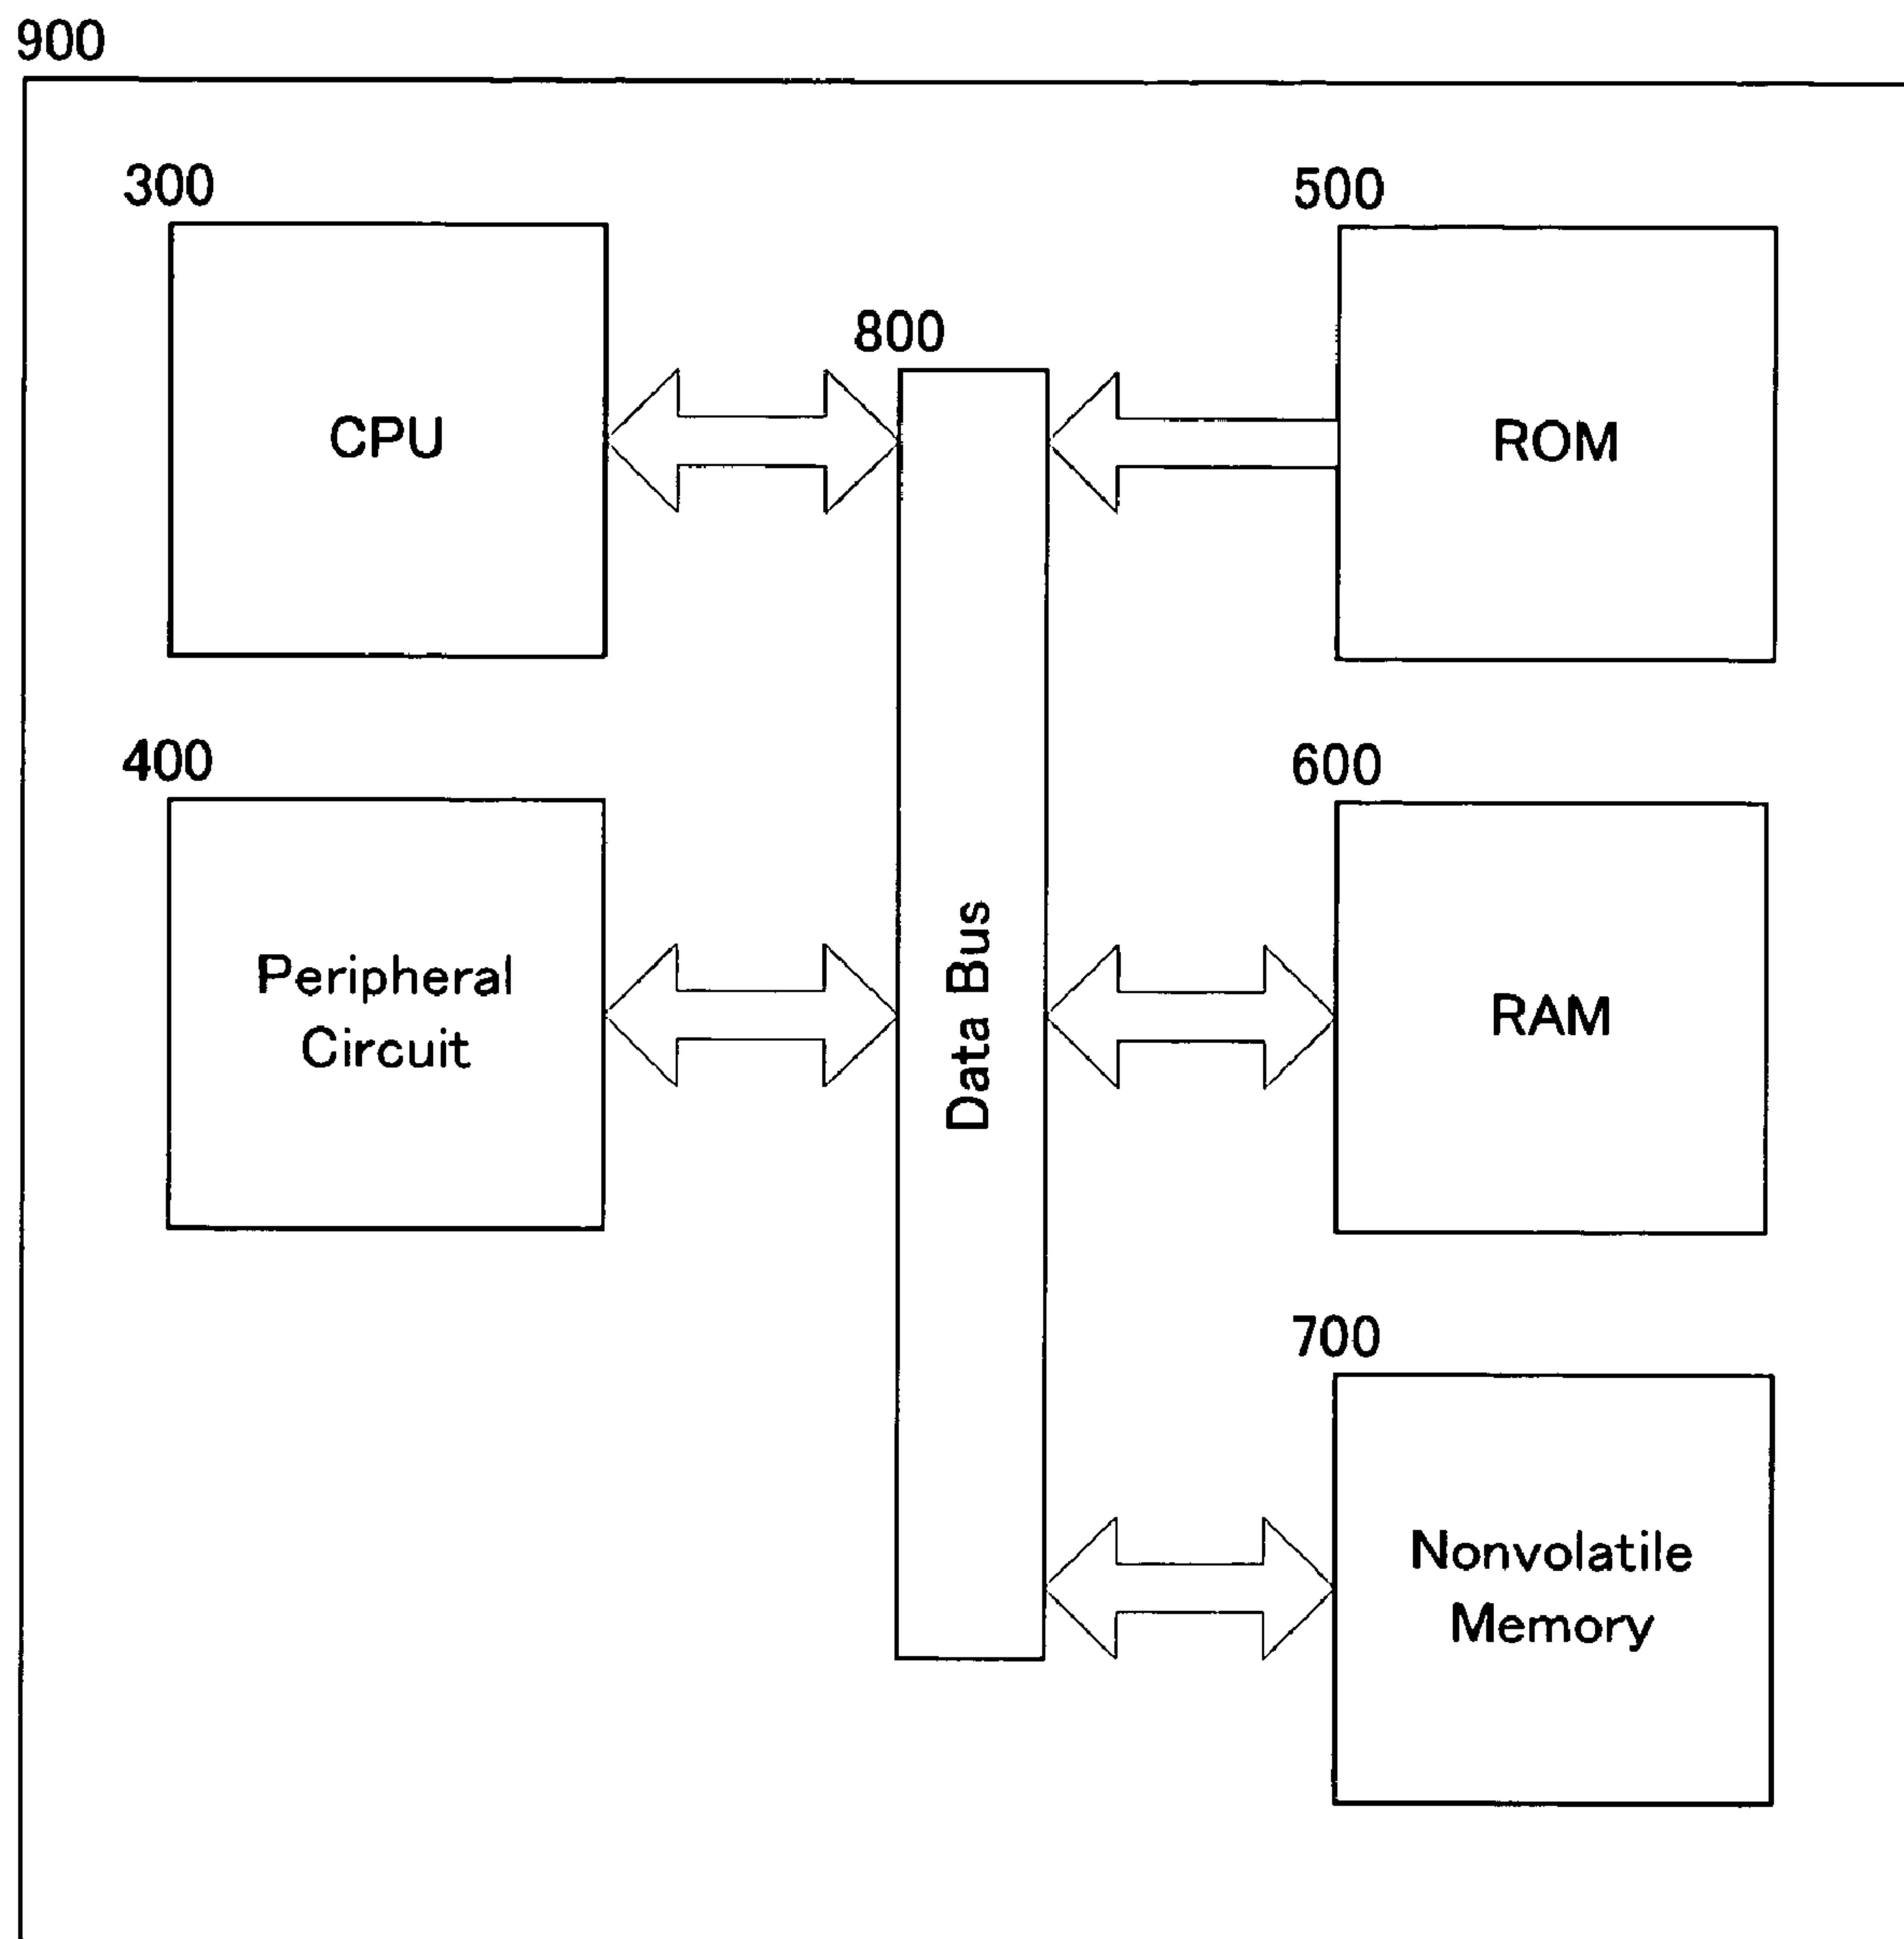 900
300
CPU
800
500
ROM
400
Peripheral
Circuit
Data Bus
600
RAM
700
Nonvolatile
Memory